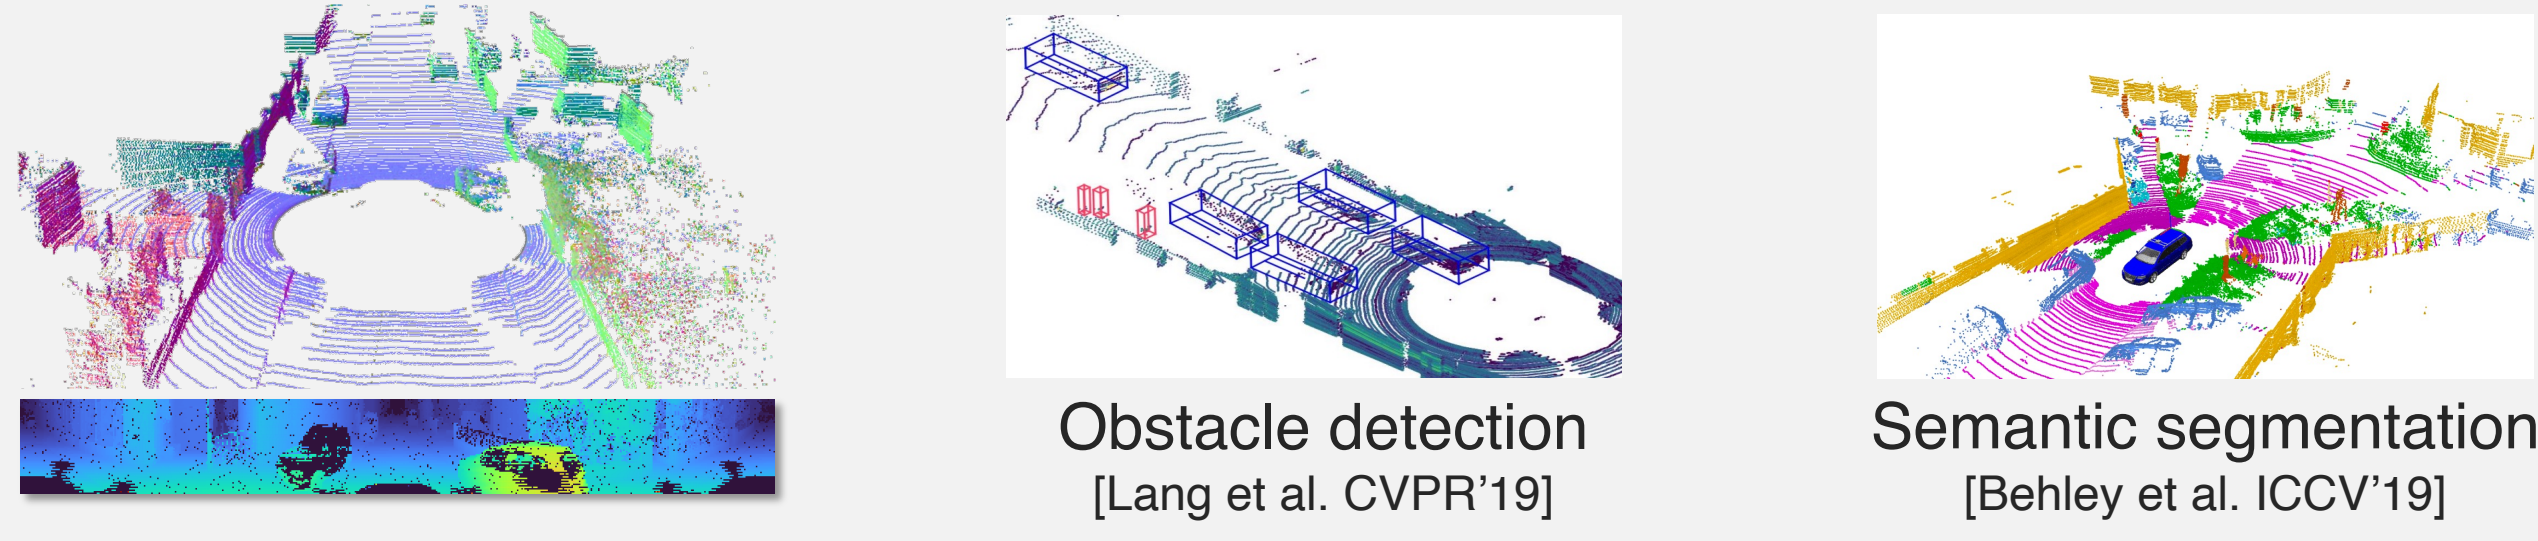 Obstacle detection
[Lang et al. CVPR’19]
Semantic segmentation
[Behley et al. ICCV’19]